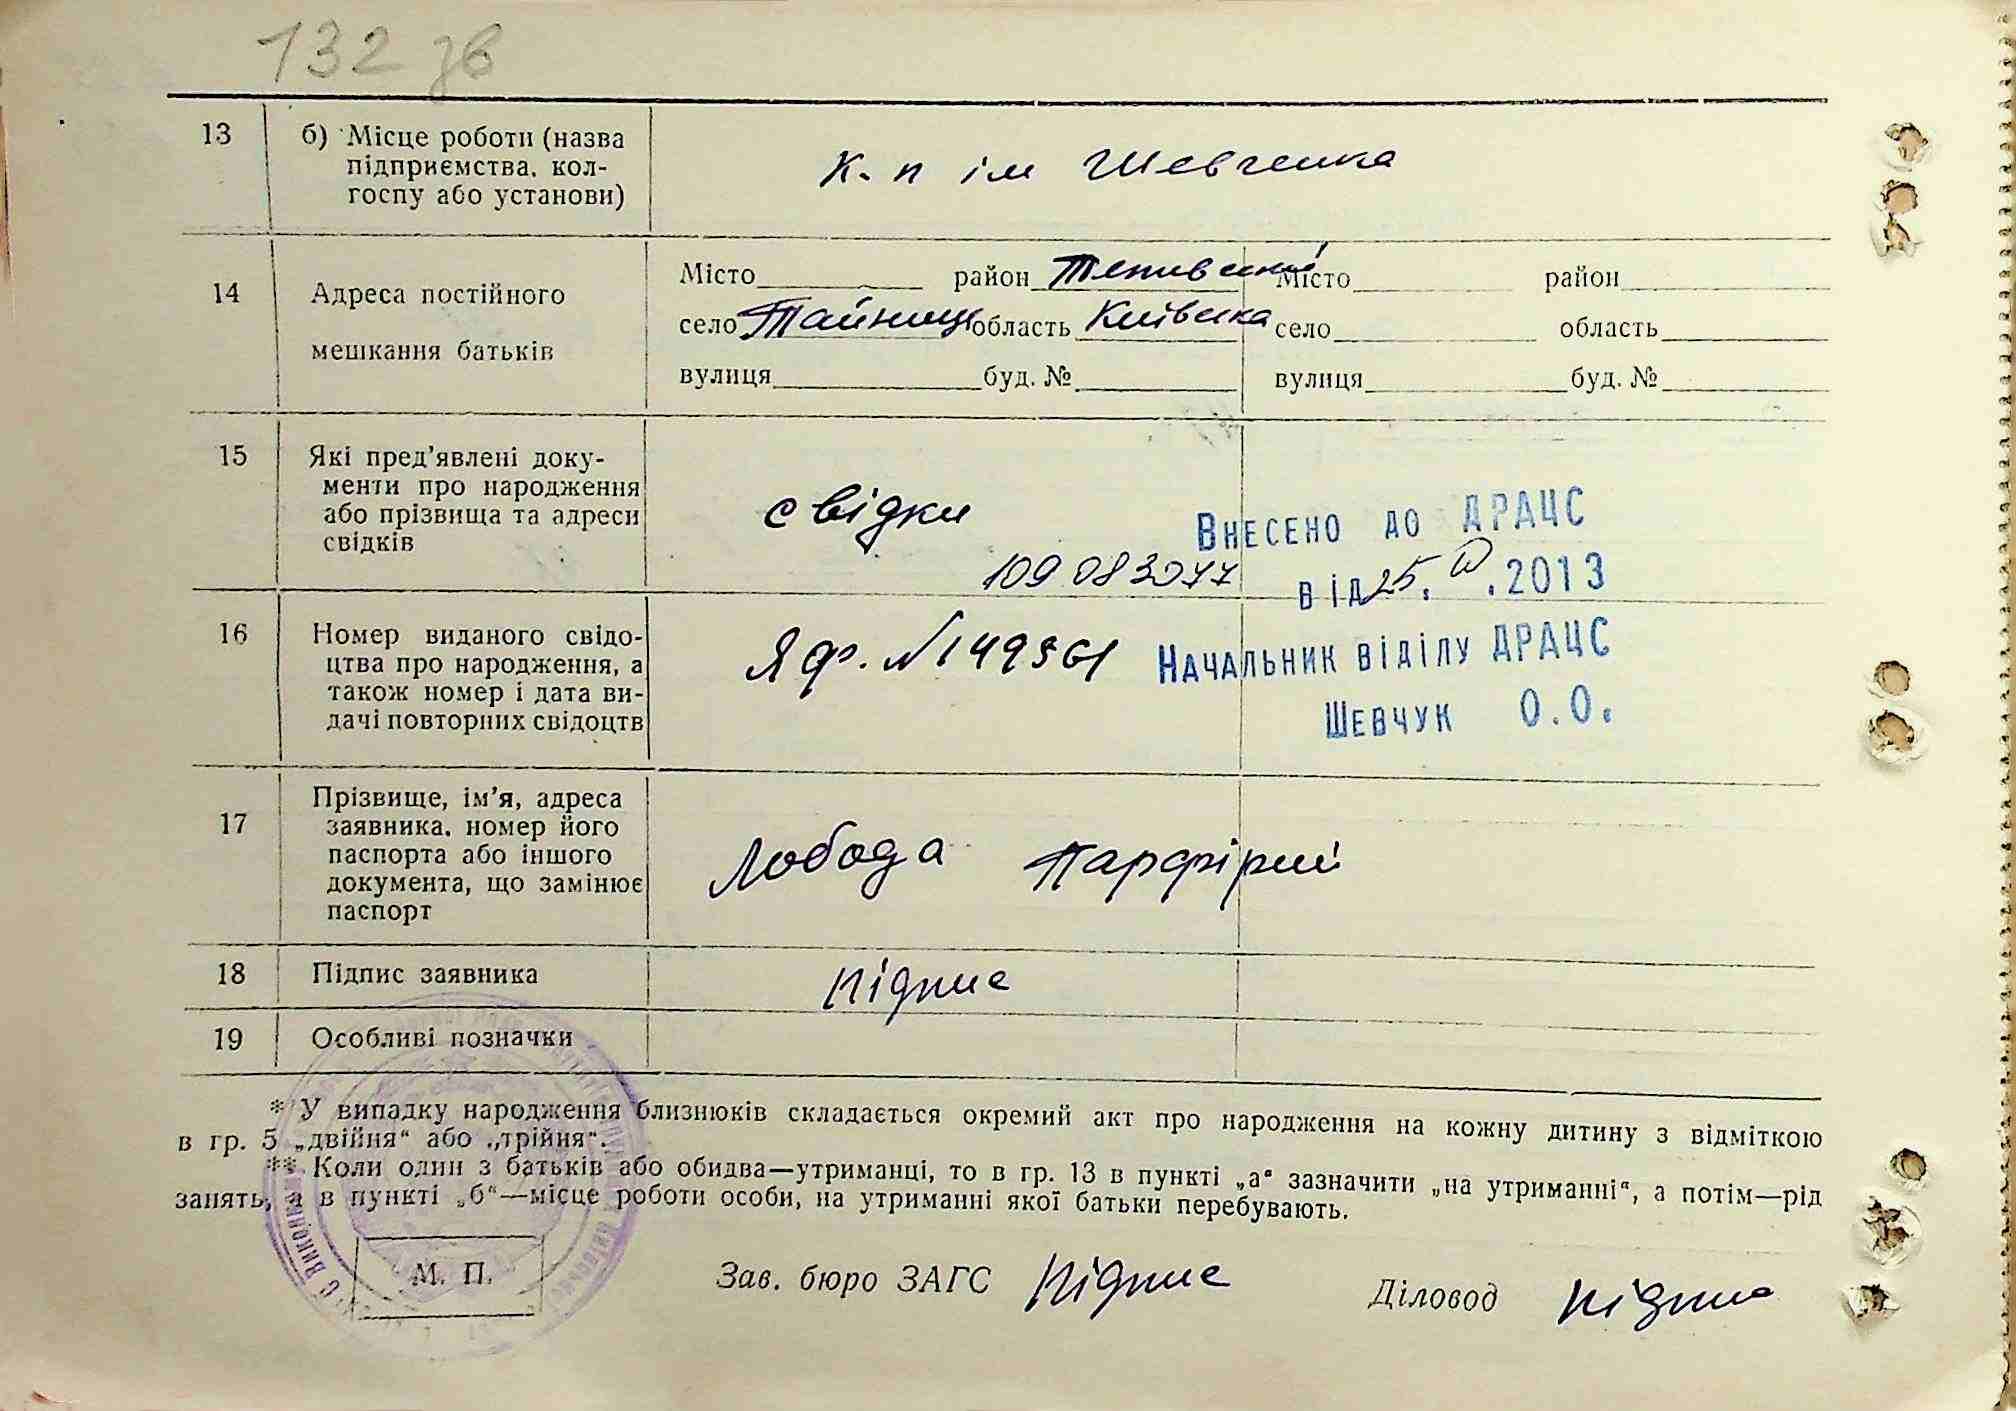 132 зв
13 б) Місце роботи (назва
підприємства, кол-
госпу або установи)
К. п ім Шевченка
14 Адреса постійного
мешкання батьків
Місто район Місто район
село Тайниці область Київська село область
вулиця буд. № вулиця буд. №
15 Які пред'явлені доку-
менти про народження
або прізвища та адреси
свідків
свідки
Внесено до ДРАЦС
від 25. IV .2013
16 Номер виданого свідо-
цтва про народження, а
також номер і дата ви-
дачі повторних свідоцтв
Начальник відділу ДРАЦС
Шевчук О.О.
17 Прізвище, ім'я, адреса
заявника, номер його
паспорта або іншого
документа, що замінює
паспорт
Лобода Парфірій
18 Підпис заявника підпис
19 Особливі позначки
* У випадку народження близнюків складається окремий акт про народження на кожну дитину з відміткою
в гр. 5 „двійня“ або „трійня“.
** Коли один з батьків або обидва—утриманці, то в гр. 13 в пункті „а“ зазначити „на утриманні“, а потім—рід
занять, а в пункті „б“—місце роботи особи, на утриманні якої батьки перебувають.
М. П.
Зав. бюро ЗАГС підпис Діловод підпис